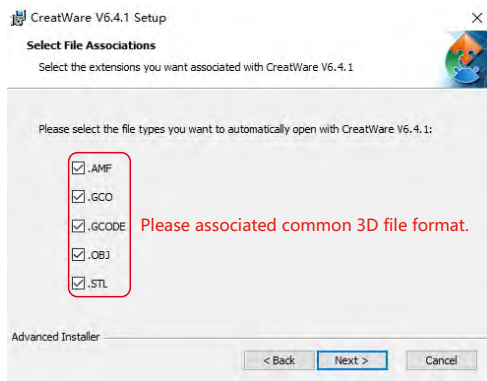 CreatWare V6.4.1 Setup
Select File Associations
Select the extensions you want associated with CreatWare V6.4.1
Please select the file types you want to automatically open with CreatWare V6.4.1:
.AMF
.GCO
.GCODE
Please associated common 3D file format.
.OBJ
.STL
Advanced Installer
< Back
Next >
Cancel